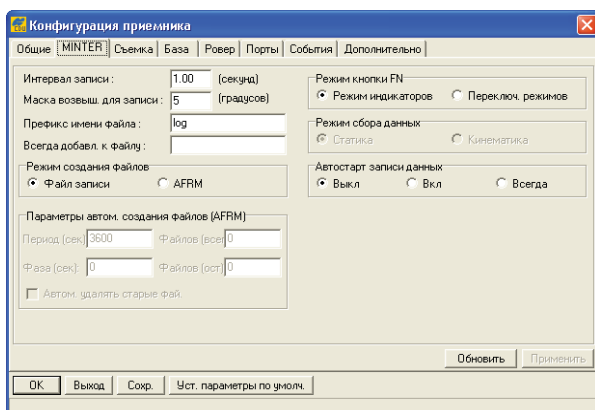 Конфигурация приемника
Общие MINTER Съемка База Ровер Порты События Дополнительно
Интервал записи : 1.00 (секунд)
Маска возвыш. для записи : 5 (градусов)
Префикс имени файла : log
Всегда добавл. к файлу :
Режим создания файлов
Файл записи AFRM
Параметры автом. создания файлов (AFRM)
Период (сек) 3600 Файлов (всег 0
Фаза (сек): 0 Файлов (ост) 0
Автом. удалять старые фай.
Режим кнопки FN
Режим индикаторов Переключ. режимов
Режим сбора данных
Статика Кинематика
Автостарт записи данных
Выкл Вкл Всегда
Обновить Применить
OK Выход Сохр. Уст. параметры по умолч.